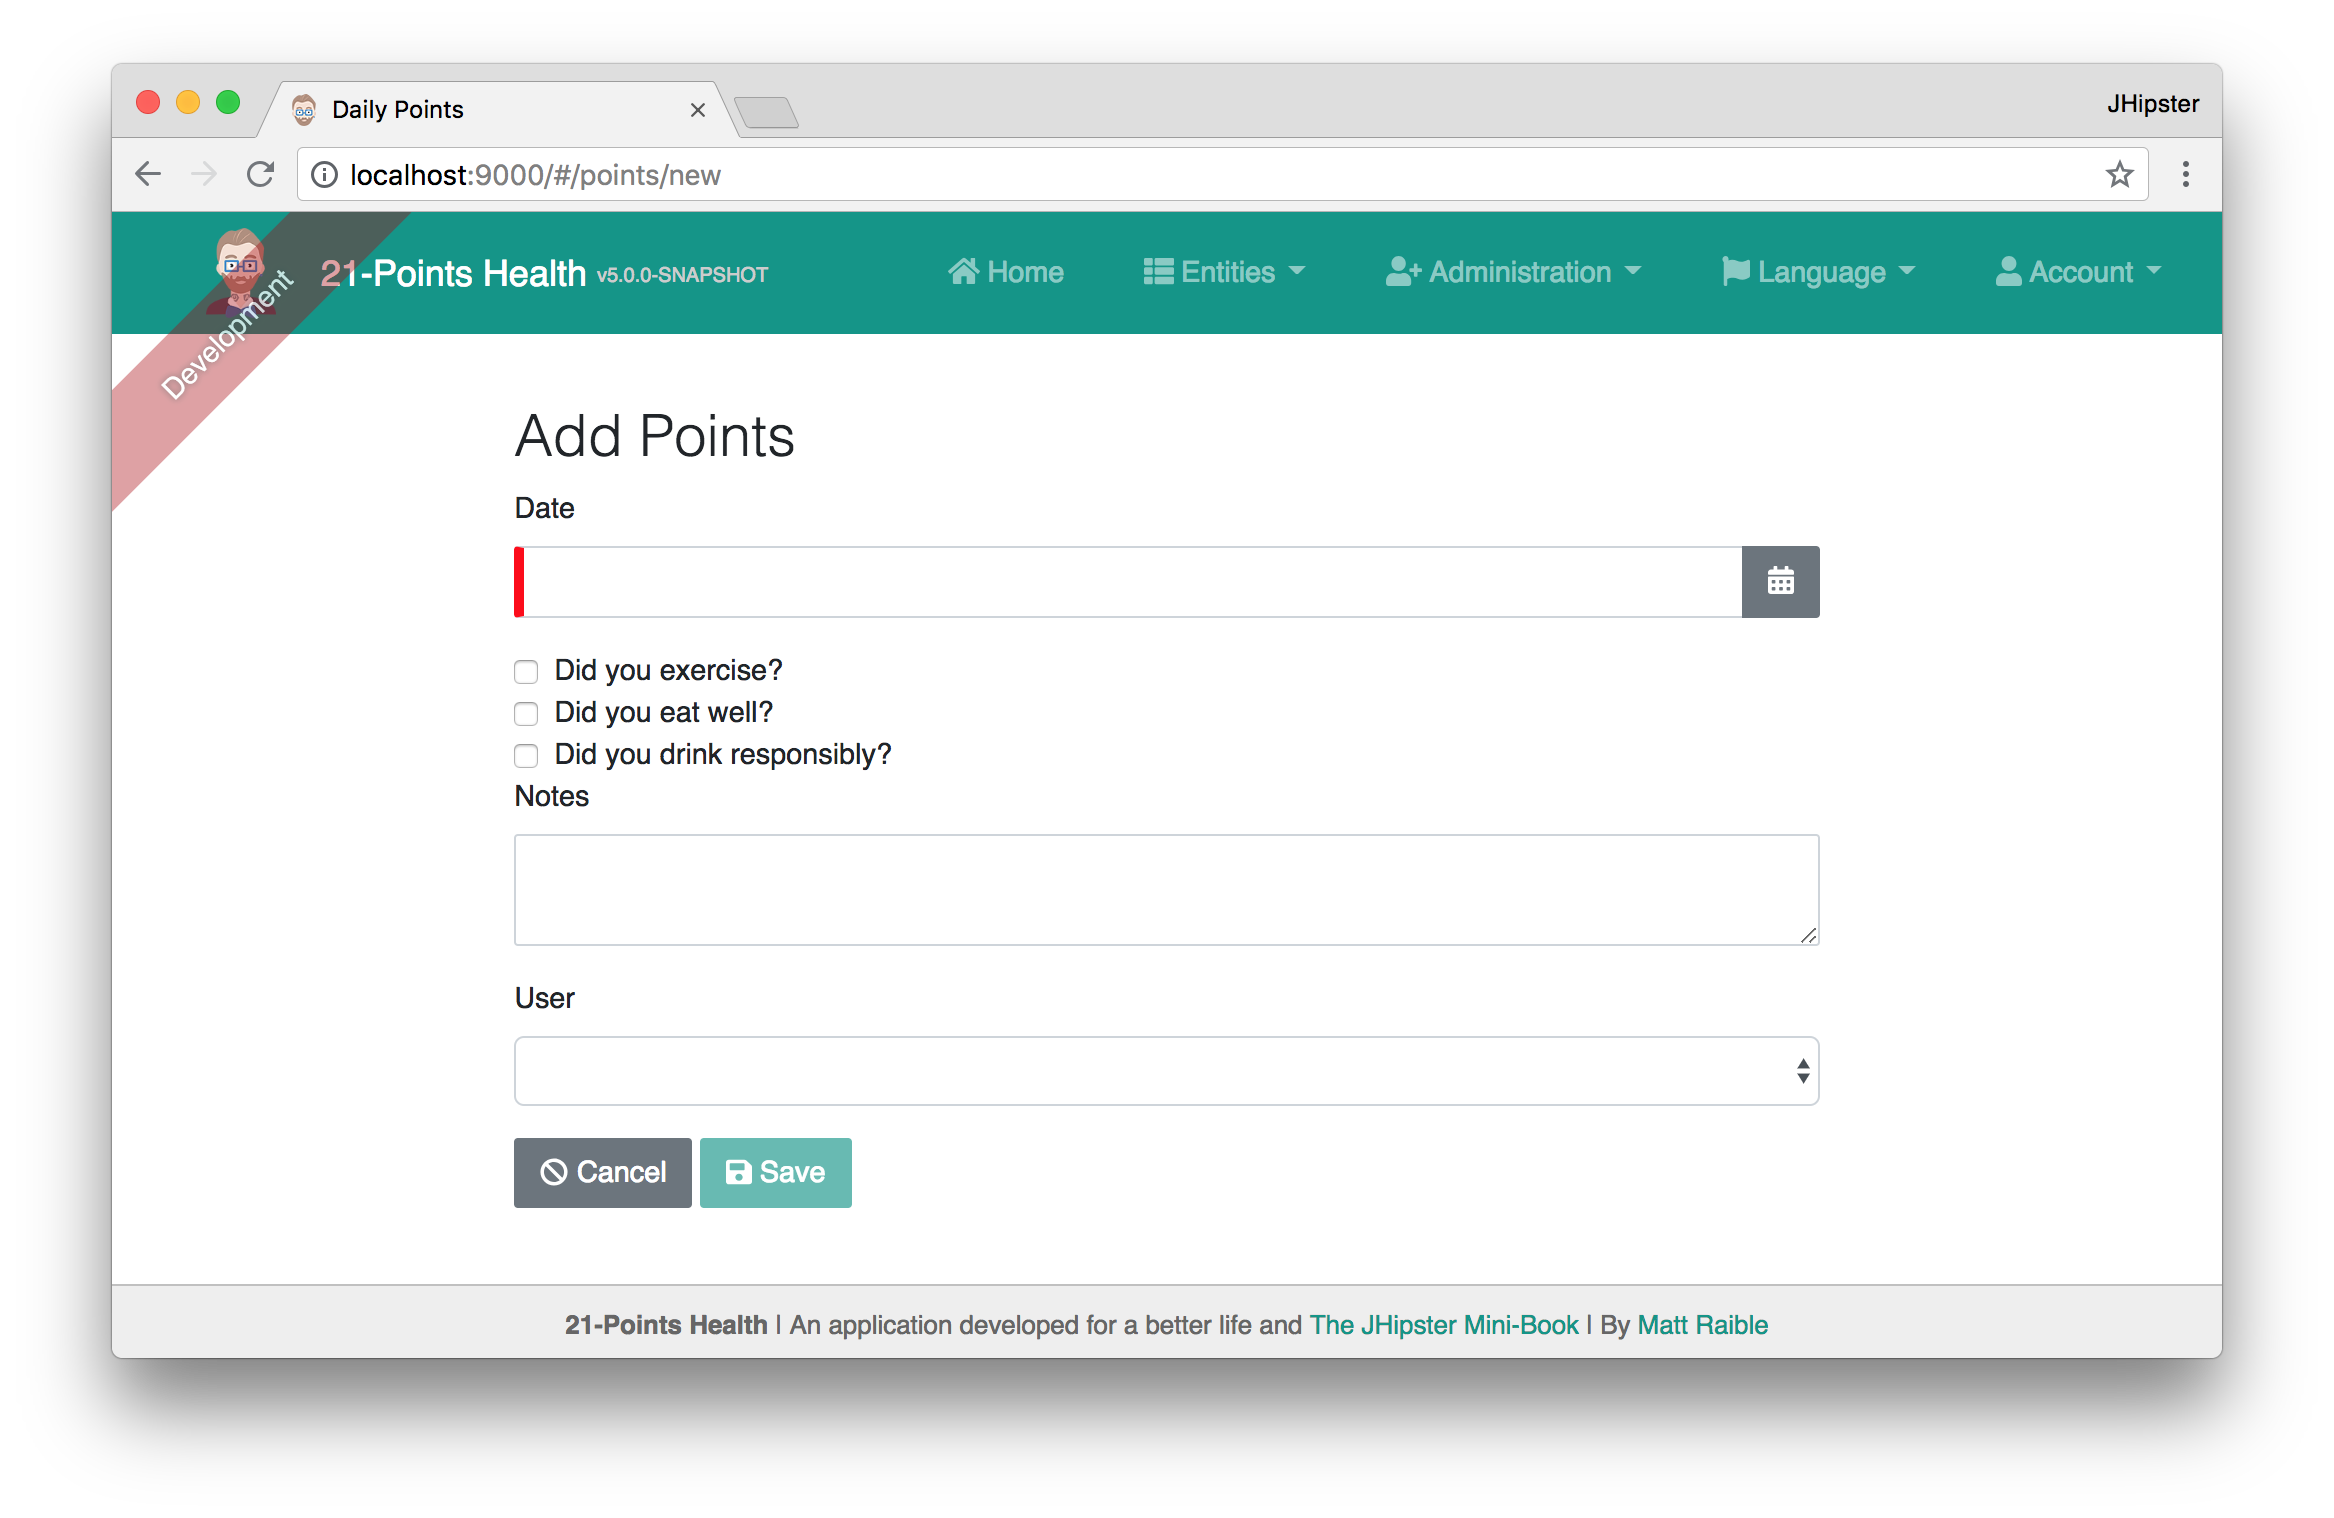 Daily Points
JHipster
localhost:9000/#/points/new
21-Points Health v5.0.0-SNAPSHOT
Home
Entities
Administration
Language
Account
Development
Add Points
Date
Did you exercise?
Did you eat well?
Did you drink responsibly?
Notes
User
Cancel
Save
21-Points Health | An application developed for a better life and The JHipster Mini-Book | By Matt Raible